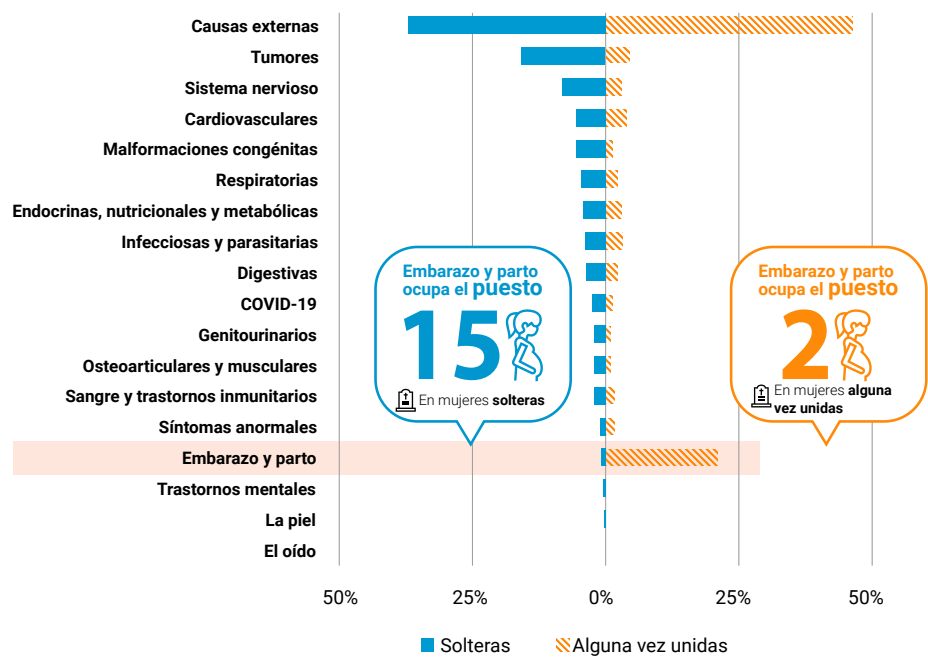 Causas externas
Tumores
Sistema nervioso
Cardiovasculares
Malformaciones congénitas
Respiratorias
Endocrinas, nutricionales y metabólicas
Infecciosas y parasitarias
Digestivas
COVID-19
Genitourinarios
Osteoarticulares y musculares
Sangre y trastornos inmunitarios
Síntomas anormales
Embarazo y parto
Trastornos mentales
La piel
El oído
Embarazo y parto
ocupa el puesto
15
En mujeres solteras
Embarazo y parto
ocupa el puesto
2
En mujeres alguna
vez unidas
50% 25% 0% 25% 50%
Solteras Alguna vez unidas